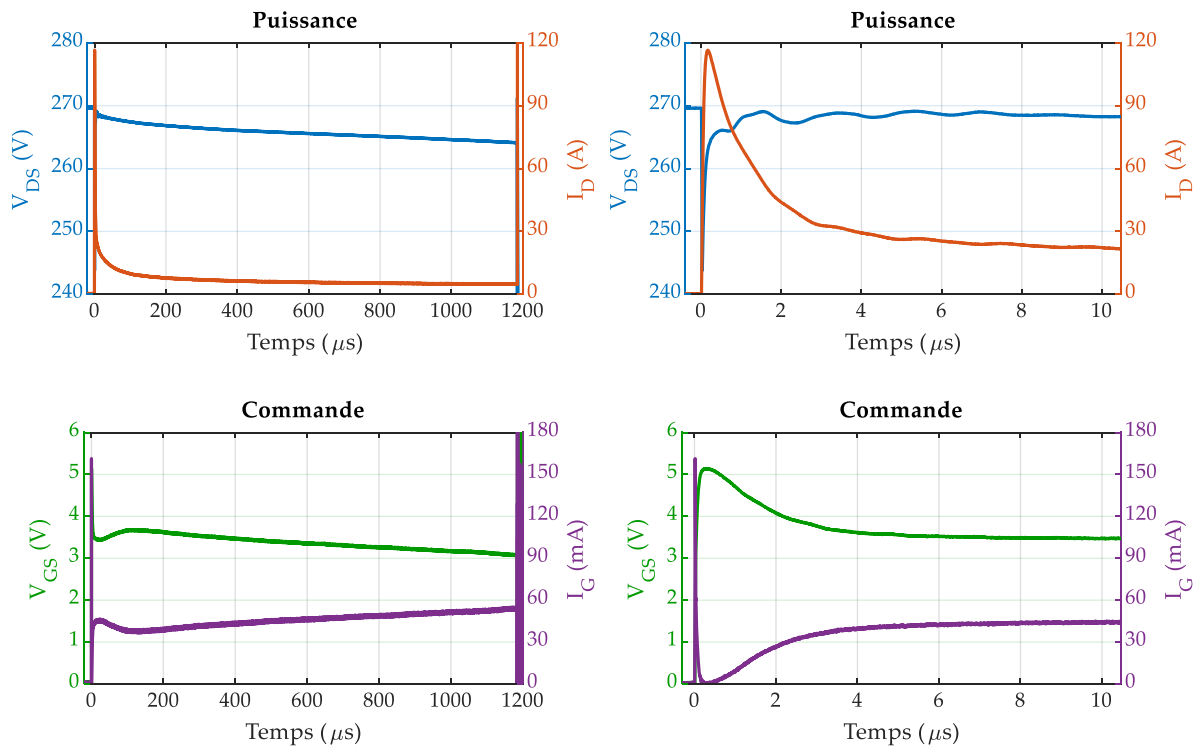 Puissance
280
270
260
250
240
V_DS (V)
120
90
60
30
0
I_D (A)
0 200 400 600 800 1000 1200
Temps (μs)
Puissance
280
270
260
250
240
V_DS (V)
120
90
60
30
0
I_D (A)
0 2 4 6 8 10
Temps (μs)
Commande
6
5
4
3
2
1
0
V_GS (V)
180
150
120
90
60
30
0
I_G (mA)
0 200 400 600 800 1000 1200
Temps (μs)
Commande
6
5
4
3
2
1
0
V_GS (V)
180
150
120
90
60
30
0
I_G (mA)
0 2 4 6 8 10
Temps (μs)